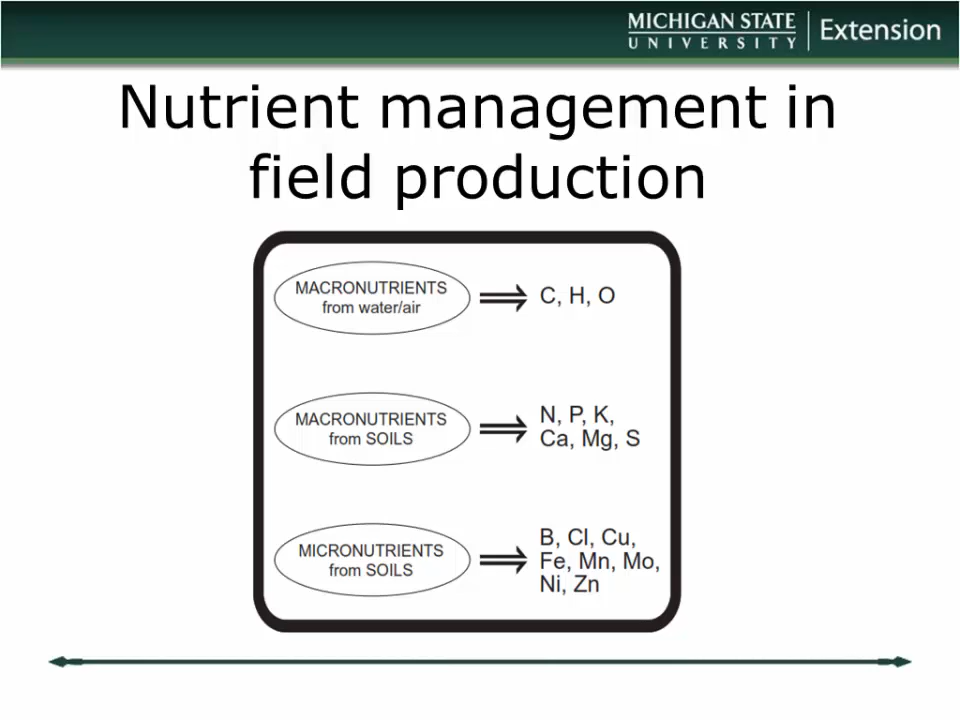 MICHIGAN STATE
UNIVERSITY
Extension
Nutrient management in
field production
MACRONUTRIENTS
from water/air
C, H, O
MACRONUTRIENTS
from SOILS
N, P, K,
Ca, Mg, S
MICRONUTRIENTS
from SOILS
B, Cl, Cu,
Fe, Mn, Mo,
Ni, Zn